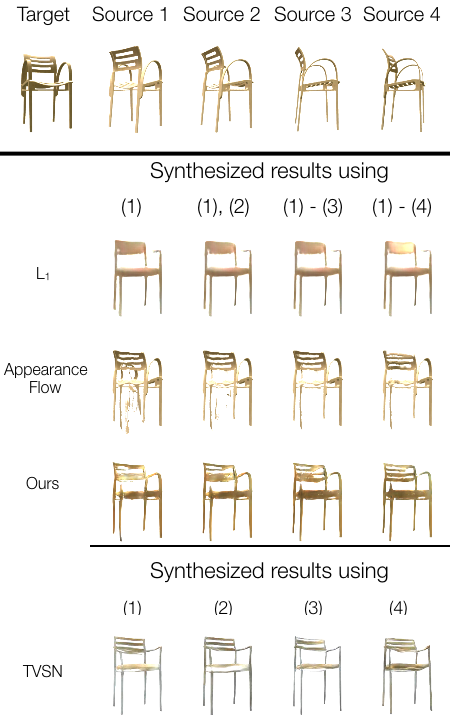 Target Source 1 Source 2 Source 3 Source 4
Synthesized results using
(1) (1), (2) (1) - (3) (1) - (4)
L₁
Appearance
Flow
Ours
Synthesized results using
(1) (2) (3) (4)
TVSN